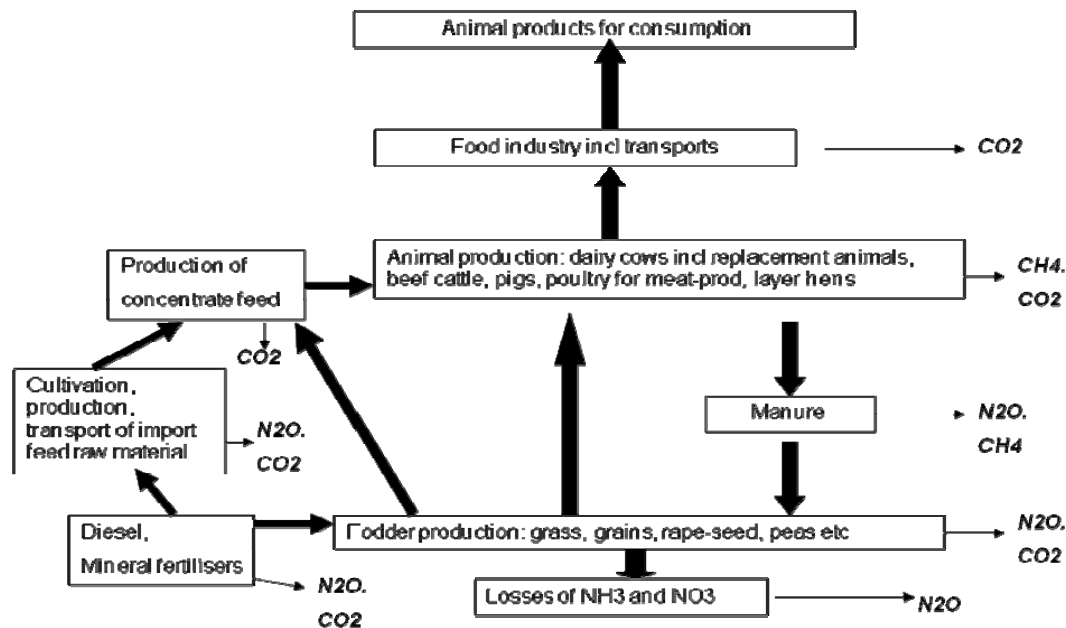 Animal products for consumption
Food industry incl transports
CO2
Animal production: dairy cows incl replacement animals,
beef cattle, pigs, poultry for meat-prod, layer hens
CH4.
CO2
Production of
concentrate feed
CO2
Cultivation,
production,
transport of import
feed raw material
N2O.
CO2
Manure
N2O.
CH4
Diesel,
Mineral fertilisers
N2O.
CO2
Fodder production: grass, grains, rape-seed, peas etc
N2O.
CO2
Losses of NH3 and NO3
N2O